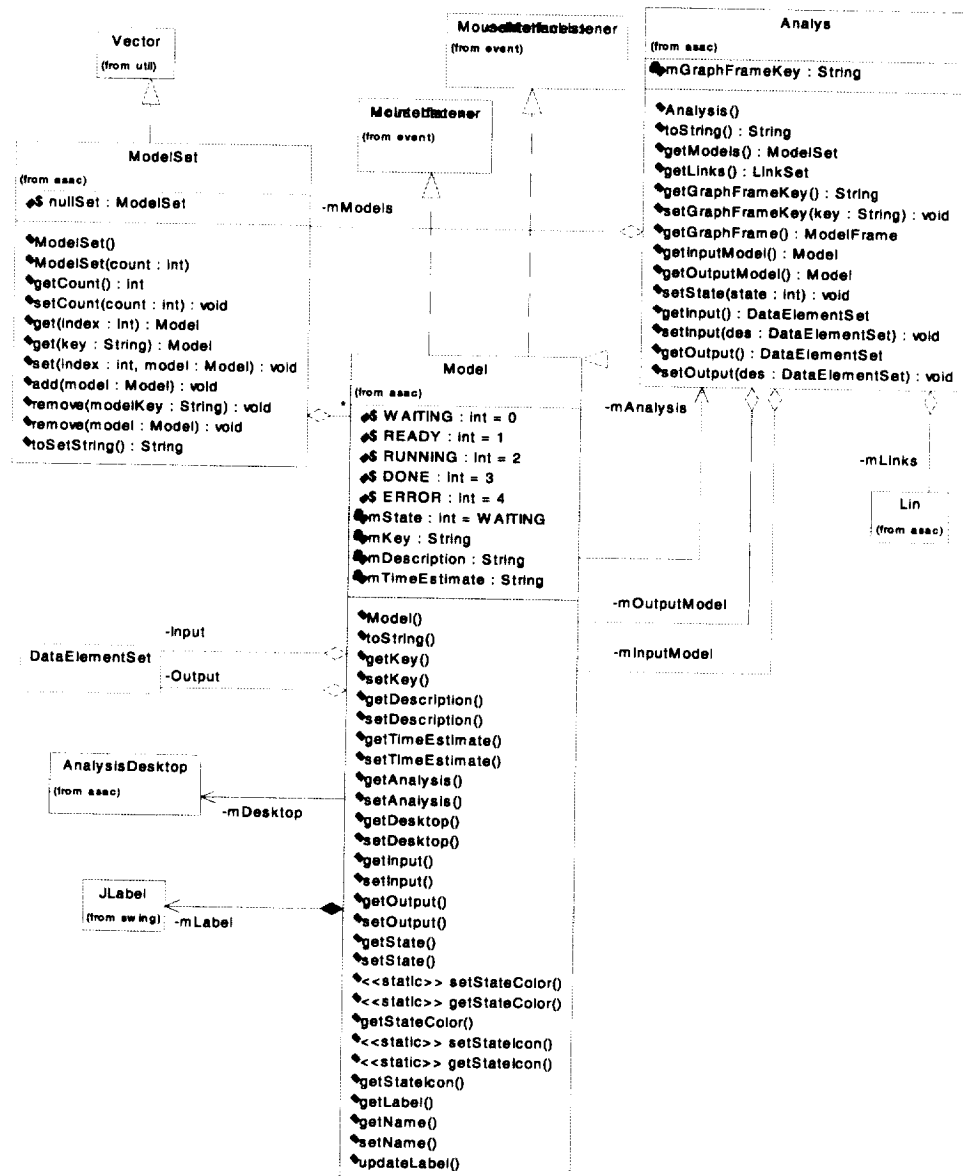 Vector
(from util)
(from event)
(from event)
Analys
(from asac)
mGraphFrameKey : String
Analysis()
toString() : String
getModels() : ModelSet
getLinks() : LinkSet
getGraphFrameKey() : String
setGraphFrameKey(key : String) : void
getGraphFrame() : ModelFrame
getInputModel() : Model
getOutputModel() : Model
setState(state : int) : void
getInput() : DataElementSet
setInput(des : DataElementSet) : void
getOutput() : DataElementSet
setOutput(des : DataElementSet) : void
ModelSet
(from asac)
$ nullSet : ModelSet
ModelSet()
ModelSet(count : int)
getCount() : int
setCount(count : int) : void
get(index : int) : Model
get(key : String) : Model
set(index : int, model : Model) : void
add(model : Model) : void
remove(modelKey : String) : void
remove(model : Model) : void
toSetString() : String
-mModels
*
Model
(from asac)
$ WAITING : int = 0
$ READY : int = 1
$ RUNNING : int = 2
$ DONE : int = 3
$ ERROR : int = 4
mState : int = WAITING
mKey : String
mDescription : String
mTimeEstimate : String
Model()
toString()
getKey()
setKey()
getDescription()
setDescription()
getTimeEstimate()
setTimeEstimate()
getAnalysis()
setAnalysis()
getDesktop()
setDesktop()
getInput()
setInput()
getOutput()
setOutput()
getState()
setState()
<<static>> setStateColor()
<<static>> getStateColor()
getStateColor()
<<static>> setStateIcon()
<<static>> getStateIcon()
getStateIcon()
getLabel()
getName()
setName()
updateLabel()
-mAnalysis
-mLinks
Lin
(from asac)
-mOutputModel
-mInputModel
-Input
DataElementSet
-Output
AnalysisDesktop
(from asac)
-mDesktop
JLabel
(from swing)
-mLabel